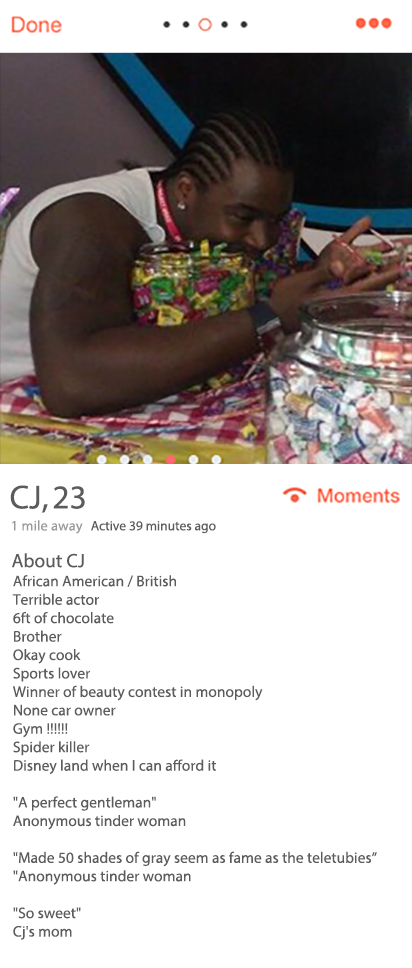 Done
CJ, 23
Moments
1 mile away Active 39 minutes ago
About CJ
African American / British
Terrible actor
6ft of chocolate
Brother
Okay cook
Sports lover
Winner of beauty contest in monopoly
None car owner
Gym !!!!!!
Spider killer
Disney land when I can afford it
"A perfect gentleman"
Anonymous tinder woman
"Made 50 shades of gray seem as fame as the teletubies”
"Anonymous tinder woman
"So sweet"
Cj's mom